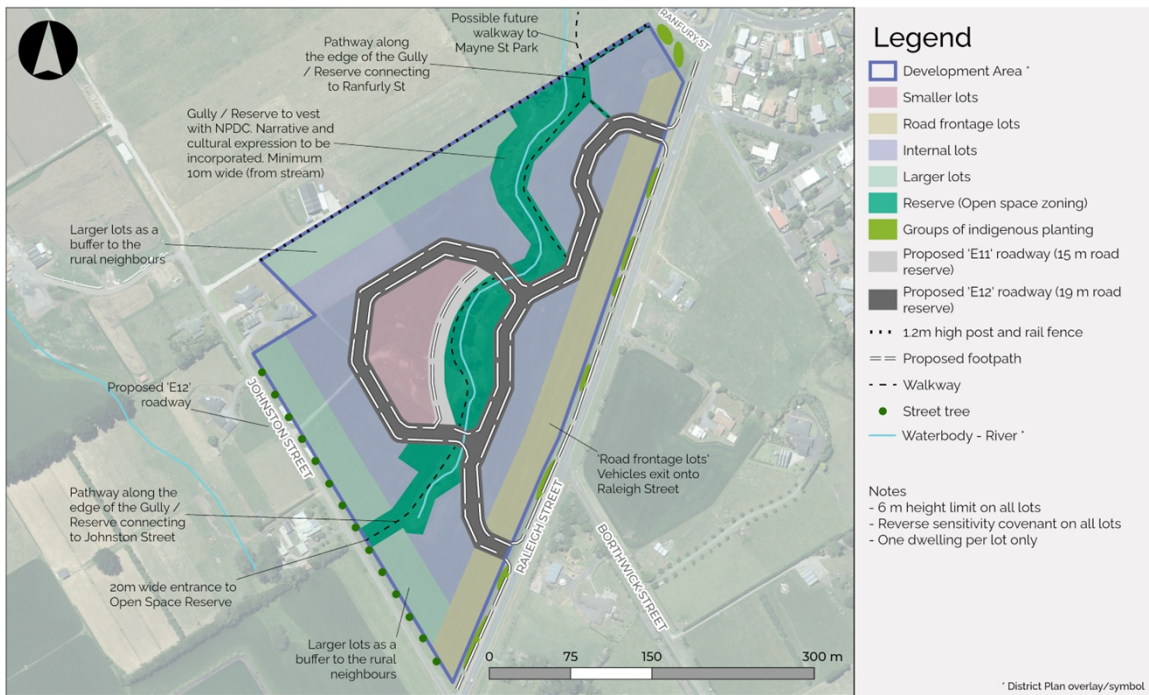 Possible future
walkway to
Mayne St Park
RANFURY ST
Pathway along
the edge of the Gully
/ Reserve connecting
to Ranfurly St
Gully / Reserve to vest
with NPDC. Narrative and
cultural expression to be
incorporated. Minimum
10m wide (from stream)
Larger lots as a
buffer to the
rural neighbours
Proposed 'E12'
roadway
JOHNSTON STREET
'Road frontage lots'
Vehicles exit onto
Raleigh Street
Pathway along the
edge of the Gully /
Reserve connecting
to Johnston Street
RALEIGH STREET
BORTHWICK STREET
20m wide entrance to
Open Space Reserve
Larger lots as a
buffer to the rural
neighbours
0 75 150 300 m
Legend
Development Area *
Smaller lots
Road frontage lots
Internal lots
Larger lots
Reserve (Open space zoning)
Groups of indigenous planting
Proposed 'E11' roadway (15 m road
reserve)
Proposed 'E12' roadway (19 m road
reserve)
1.2m high post and rail fence
Proposed footpath
Walkway
Street tree
Waterbody - River *
Notes
- 6 m height limit on all lots
- Reverse sensitivity covenant on all lots
- One dwelling per lot only
* District Plan overlay/symbol